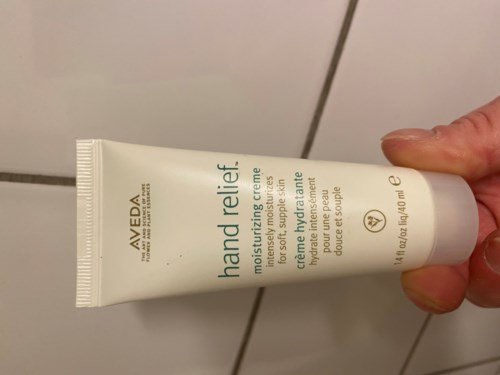 AVEDA
THE ART AND SCIENCE OF PURE
FLOWER AND PLANT ESSENCES
hand relief.
moisturizing creme
intensely moisturizes
for soft, supple skin
crème hydratante
hydrate intensément
pour une peau
douce et souple
1.4 fl oz/oz liq/40 ml e